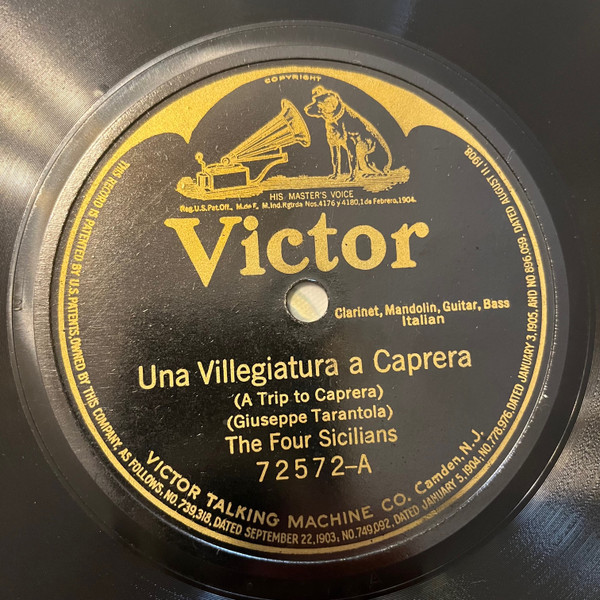 COPYRIGHT
HIS MASTER'S VOICE
Reg.U.S.Pat.Off., M.de F., M.Ind.Rgtrda Nos.4176 y 4180, 1 de Febrero, 1904.
Victor
Clarinet, Mandolin, Guitar, Bass
Italian
Una Villegiatura a Caprera
(A Trip to Caprera)
(Giuseppe Tarantola)
The Four Sicilians
72572-A
VICTOR TALKING MACHINE CO. Camden, N.J.
THIS RECORD IS PATENTED BY U.S. PATENTS, OWNED BY THIS COMPANY, AS FOLLOWS, NO. 739,318, DATED SEPTEMBER 22, 1903; NO. 749,092, DATED JANUARY 5, 1904, NO. 778,976, DATED JANUARY 3, 1905, AND NO 896,059, DATED AUGUST 11, 1908.